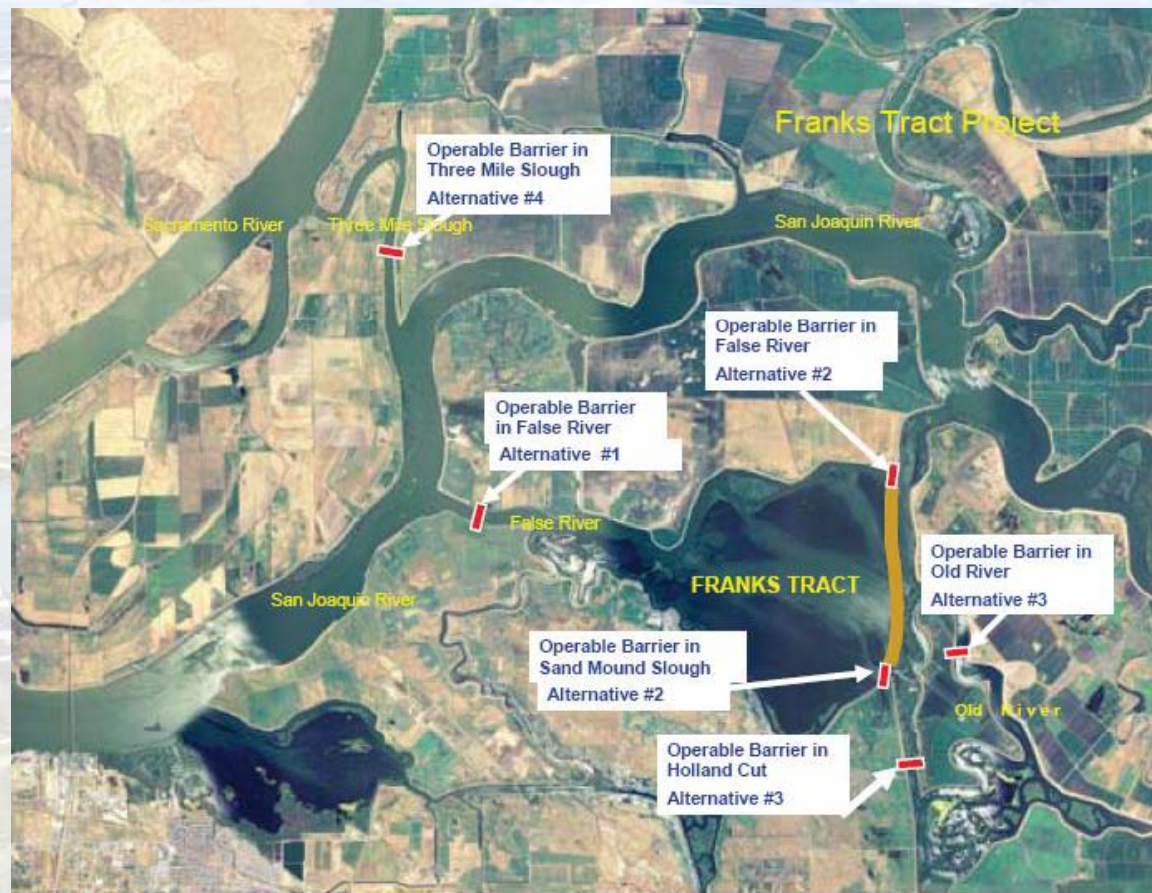 Franks Tract Project
Operable Barrier in
Three Mile Slough
Alternative #4
Sacramento River
Three Mile Slough
San Joaquin River
Operable Barrier in
False River
Alternative #2
Operable Barrier
in False River
Alternative #1
False River
Operable Barrier in
Old River
Alternative #3
FRANKS TRACT
San Joaquin River
Operable Barrier in
Sand Mound Slough
Alternative #2
Old River
Operable Barrier in
Holland Cut
Alternative #3